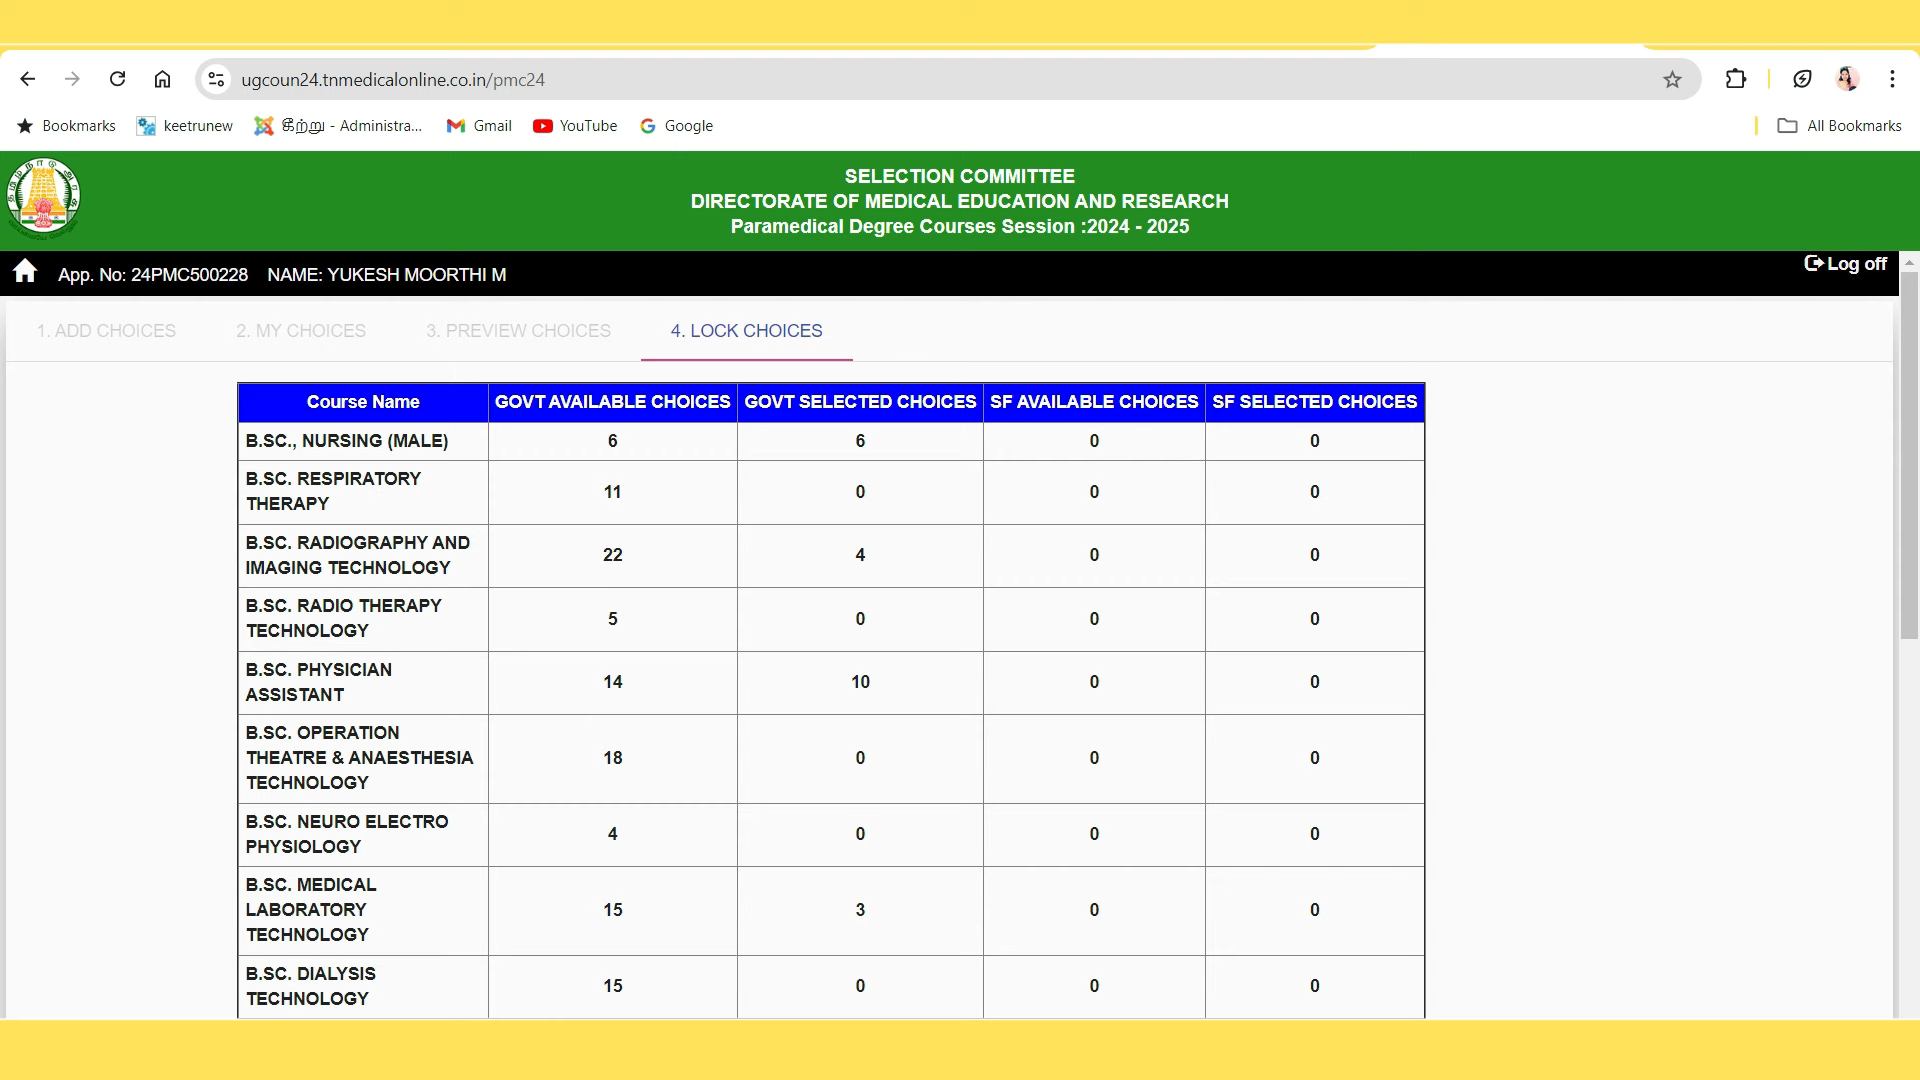 ugcoun24.tnmedicalonline.co.in/pmc24
Bookmarks keetrunew கீற்று - Administra... Gmail YouTube Google All Bookmarks
SELECTION COMMITTEE
DIRECTORATE OF MEDICAL EDUCATION AND RESEARCH
Paramedical Degree Courses Session :2024 - 2025
App. No: 24PMC500228 NAME: YUKESH MOORTHI M Log off
1. ADD CHOICES 2. MY CHOICES 3. PREVIEW CHOICES 4. LOCK CHOICES
Course Name GOVT AVAILABLE CHOICES GOVT SELECTED CHOICES SF AVAILABLE CHOICES SF SELECTED CHOICES
B.SC., NURSING (MALE) 6 6 0 0
B.SC. RESPIRATORY
THERAPY 11 0 0 0
B.SC. RADIOGRAPHY AND
IMAGING TECHNOLOGY 22 4 0 0
B.SC. RADIO THERAPY
TECHNOLOGY 5 0 0 0
B.SC. PHYSICIAN
ASSISTANT 14 10 0 0
B.SC. OPERATION
THEATRE & ANAESTHESIA 18 0 0 0
TECHNOLOGY
B.SC. NEURO ELECTRO
PHYSIOLOGY 4 0 0 0
B.SC. MEDICAL
LABORATORY 15 3 0 0
TECHNOLOGY
B.SC. DIALYSIS
TECHNOLOGY 15 0 0 0